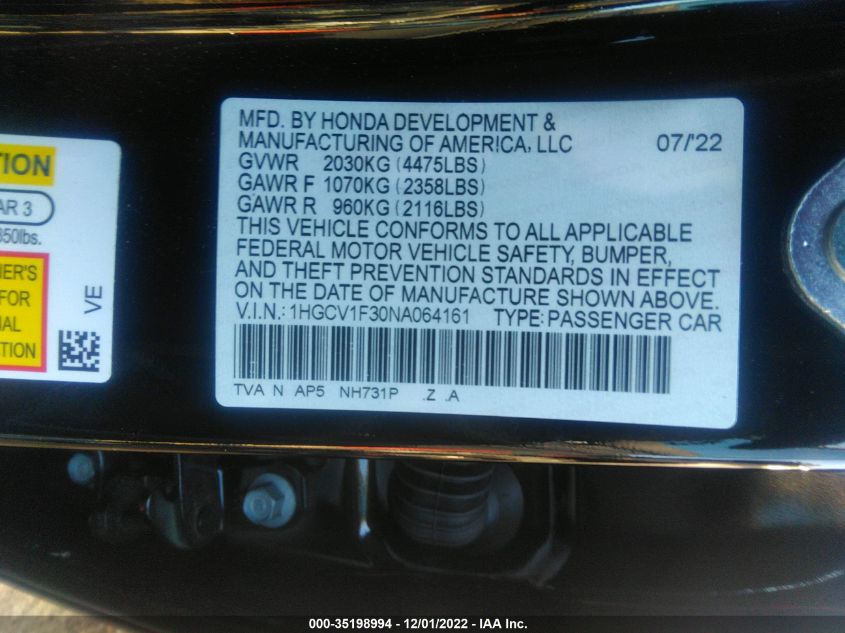 MFD. BY HONDA DEVELOPMENT &
MANUFACTURING OF AMERICA, LLC 07/'22
GVWR 2030KG (4475LBS)
GAWR F 1070KG (2358LBS)
GAWR R 960KG (2116LBS)
THIS VEHICLE CONFORMS TO ALL APPLICABLE
FEDERAL MOTOR VEHICLE SAFETY, BUMPER,
AND THEFT PREVENTION STANDARDS IN EFFECT
ON THE DATE OF MANUFACTURE SHOWN ABOVE.
V.I.N.: 1HGCV1F30NA064161 TYPE: PASSENGER CAR
TVA N AP5 NH731P .Z .A
TION
AR 3
350lbs.
HER'S
FOR
TION
VE
000-35198994 - 12/01/2022 - IAA Inc.